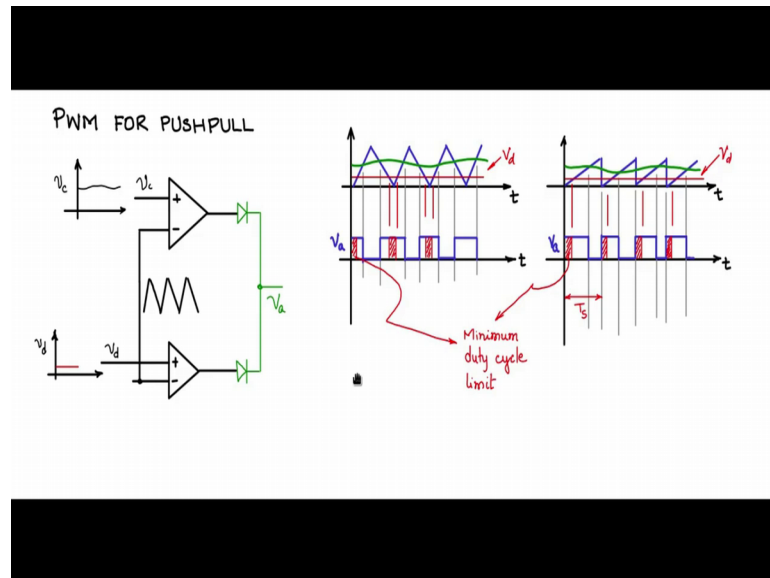 PWM FOR PUSHPULL
Vc
Vc
+
-
Va
Vd
Vd
+
-
Vd
t
Va
t
Vd
t
Va
t
Ts
Minimum
duty cycle
limit